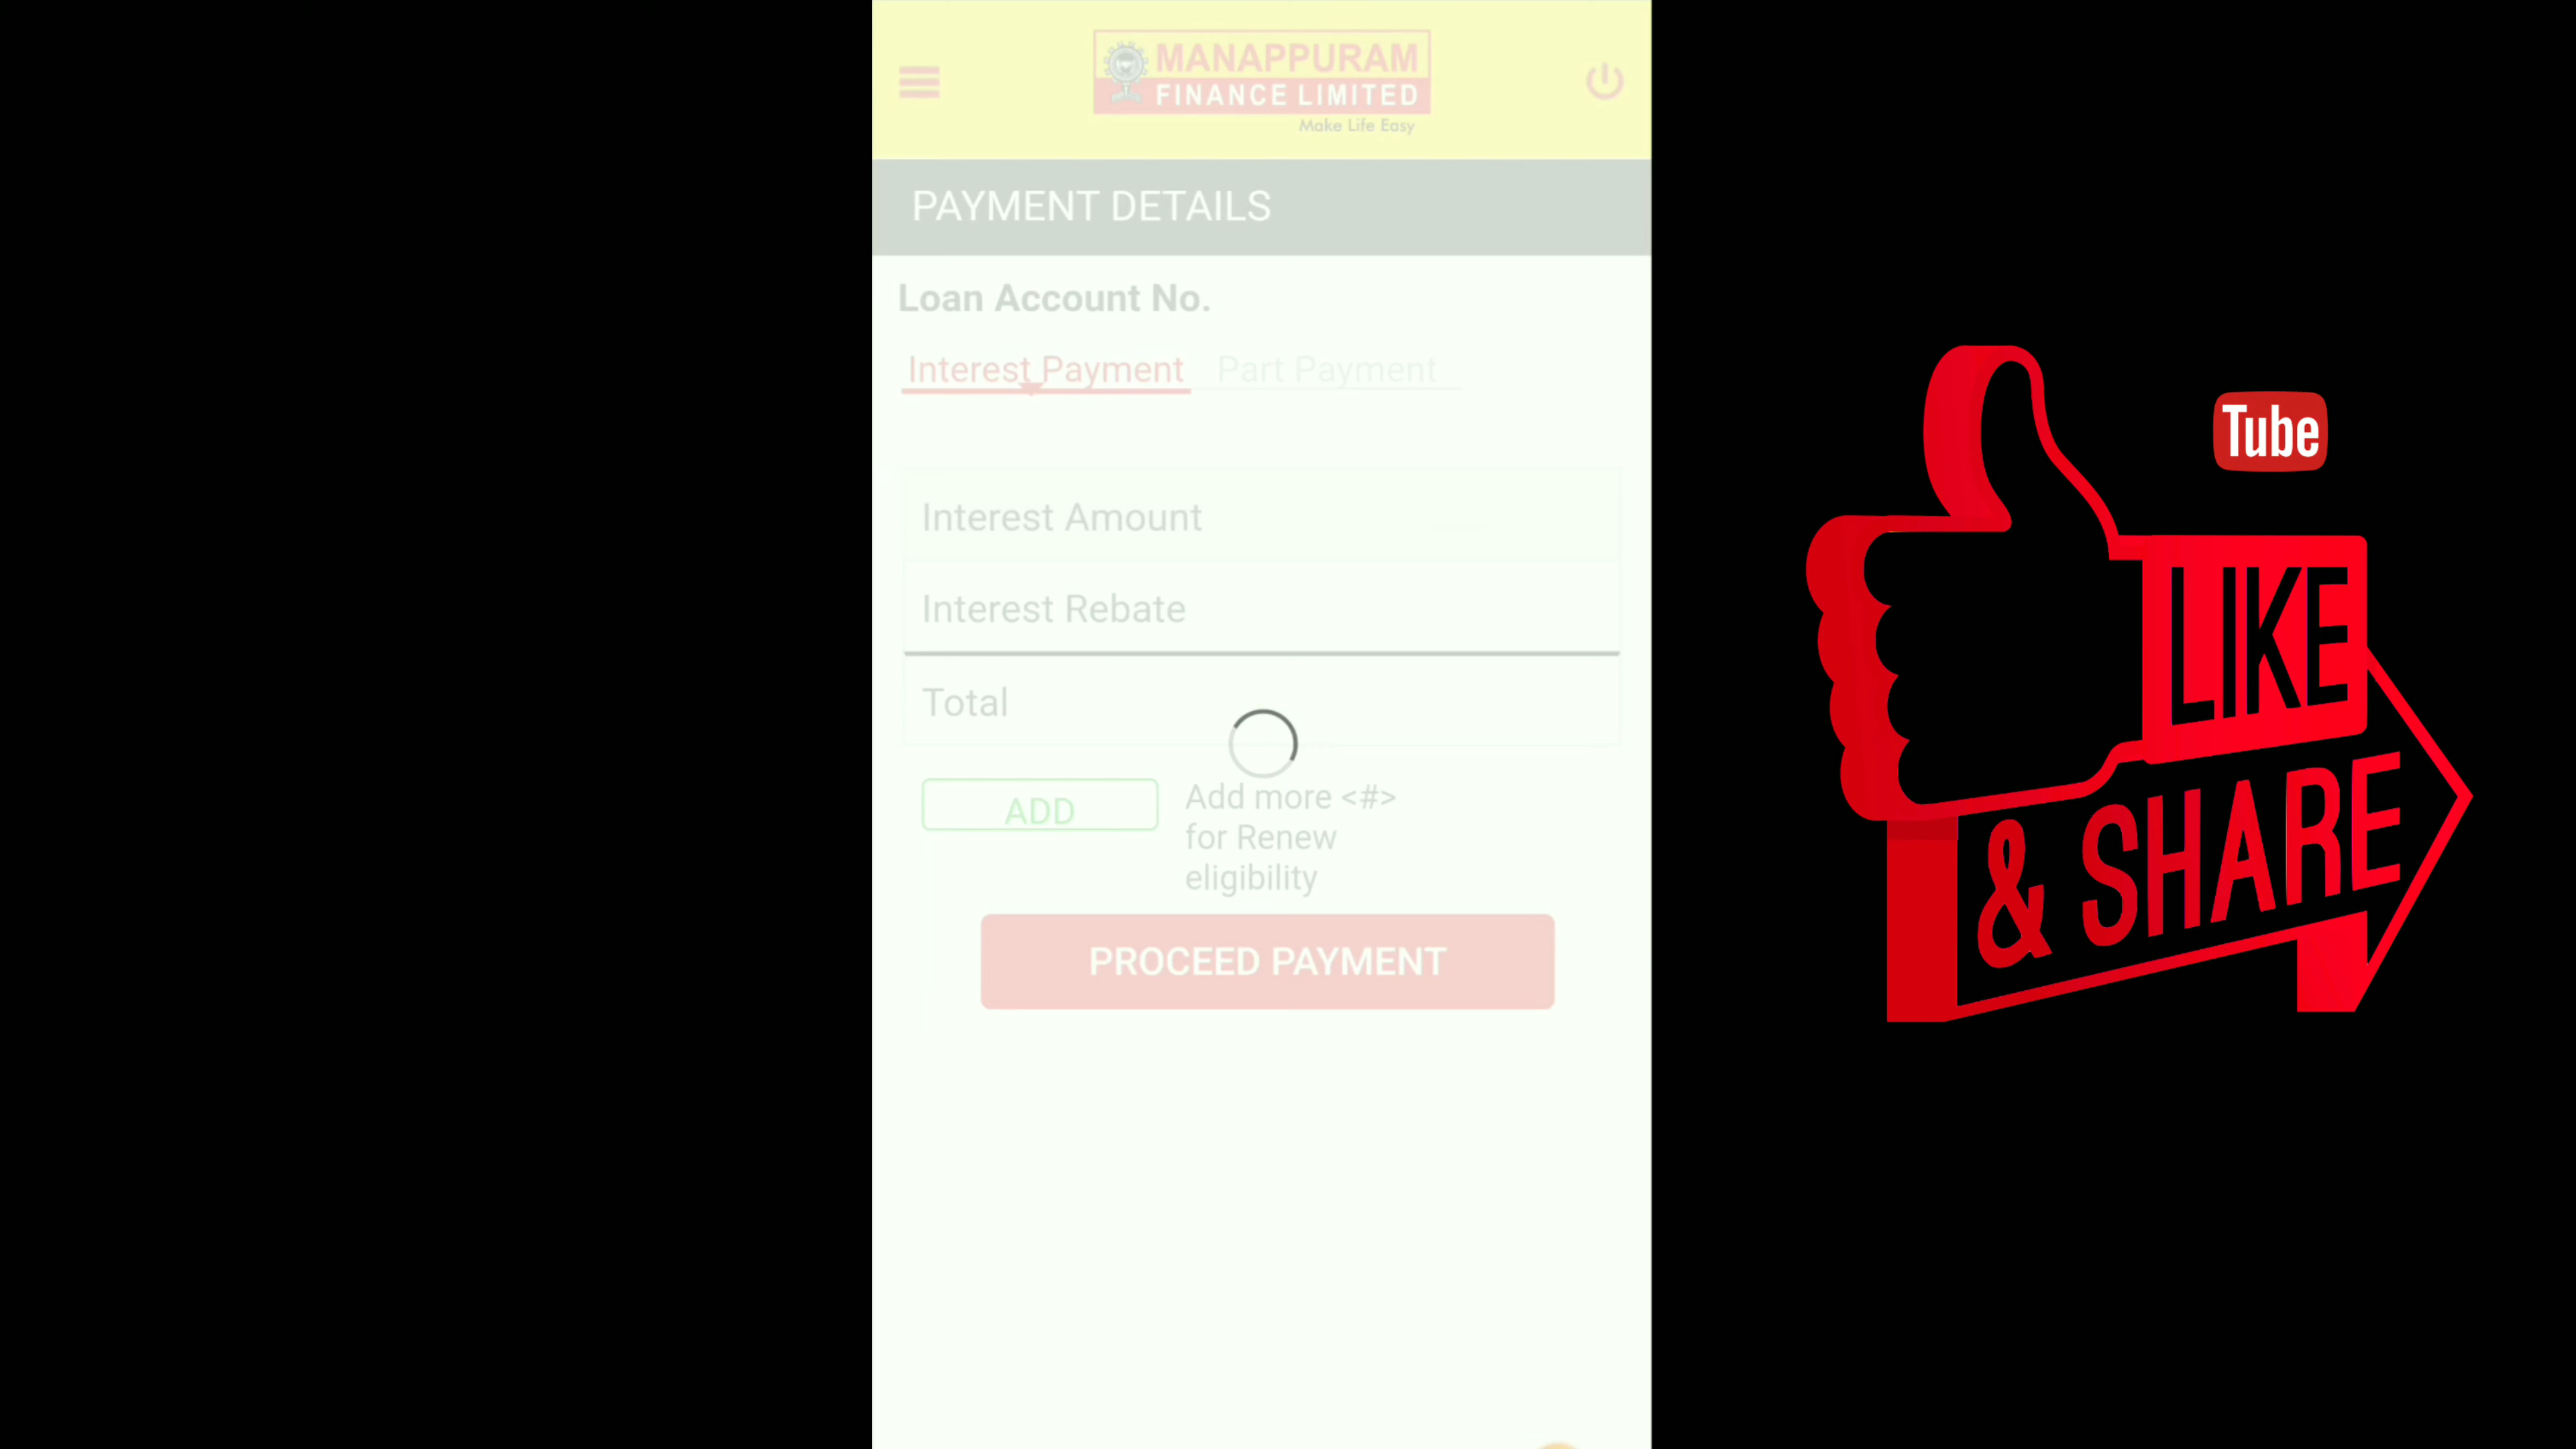 MANAPPURAM
FINANCE LIMITED
Make Life Easy
PAYMENT DETAILS
Loan Account No.
Interest Payment Part Payment
Interest Amount
Interest Rebate
Total
ADD
Add more <#>
for Renew
eligibility
PROCEED PAYMENT
Tube
LIKE
& SHARE